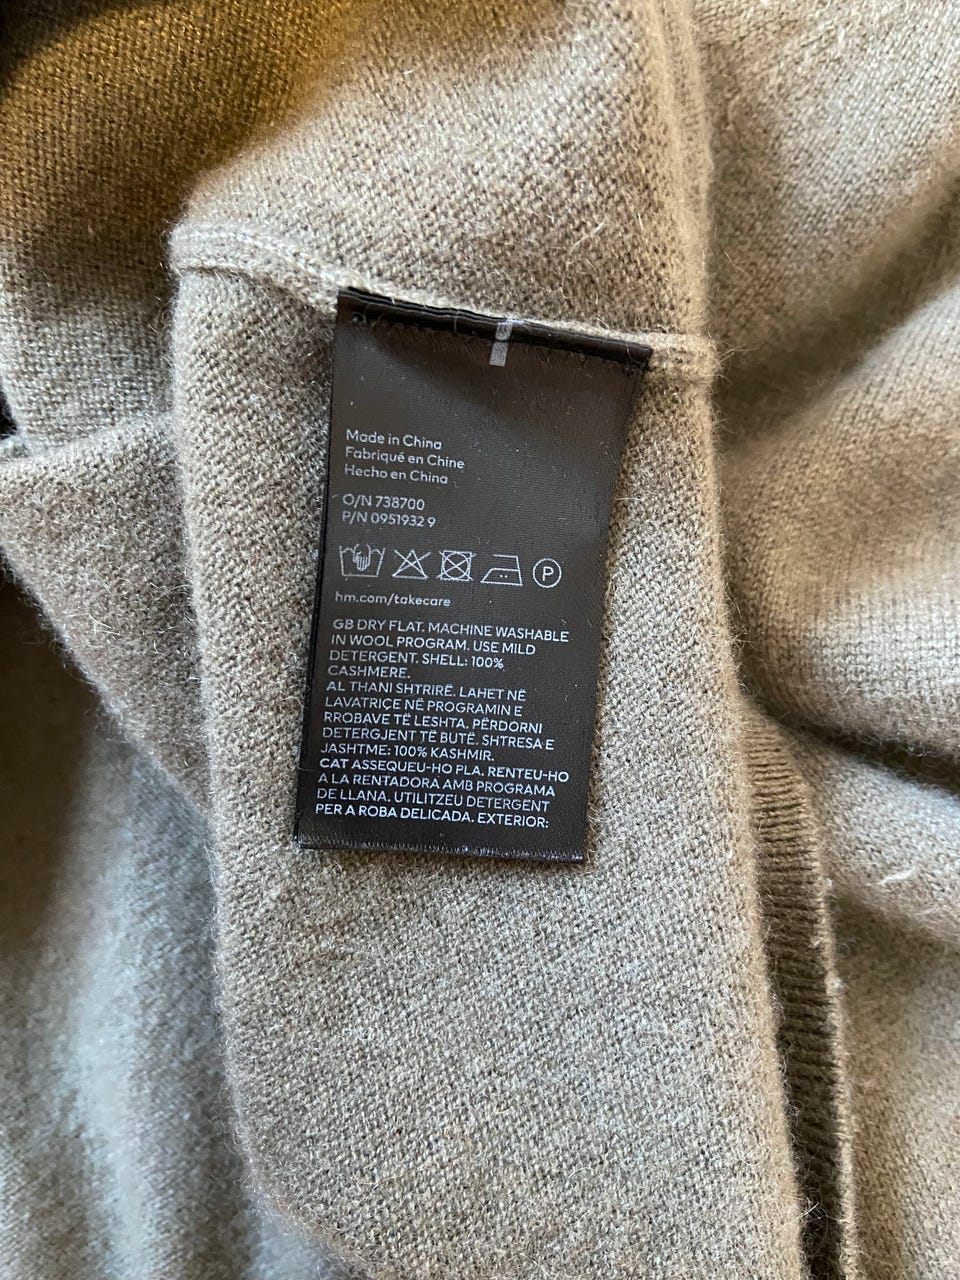 Made in China
Fabriqué en Chine
Hecho en China
O/N 738700
P/N 0951932 9
P
hm.com/takecare
GB DRY FLAT. MACHINE WASHABLE
IN WOOL PROGRAM. USE MILD
DETERGENT. SHELL: 100%
CASHMERE.
AL THANI SHTRIRË. LAHET NË
LAVATRIÇE NË PROGRAMIN E
RROBAVE TË LESHTA. PËRDORNI
DETERGJENT TË BUTË. SHTRESA E
JASHTME: 100% KASHMIR.
CAT ASSEQUEU-HO PLA. RENTEU-HO
A LA RENTADORA AMB PROGRAMA
DE LLANA. UTILITZEU DETERGENT
PER A ROBA DELICADA. EXTERIOR: